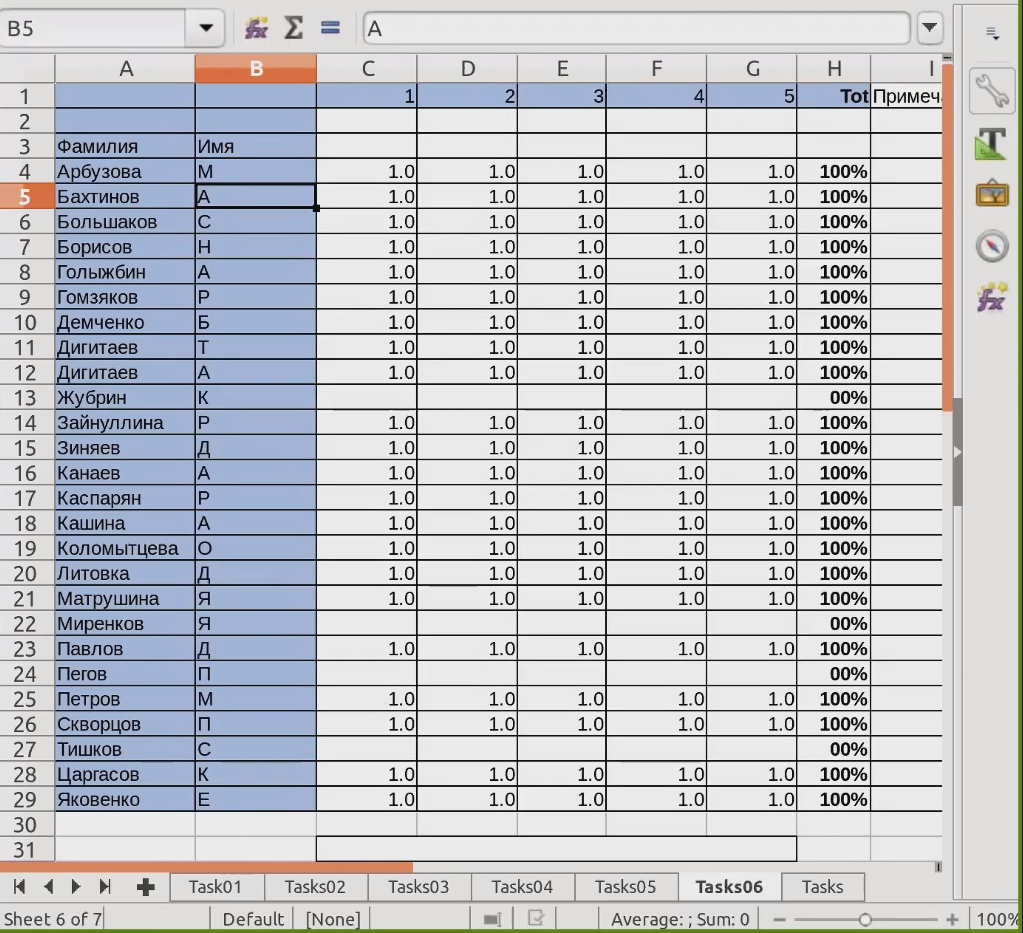 B5 A
A B C D E F G H I
1 1 2 3 4 5 Tot Примеч
2
3 Фамилия Имя
4 Арбузова М 1.0 1.0 1.0 1.0 1.0 100%
5 Бахтинов А 1.0 1.0 1.0 1.0 1.0 100%
6 Большаков С 1.0 1.0 1.0 1.0 1.0 100%
7 Борисов Н 1.0 1.0 1.0 1.0 1.0 100%
8 Голыжбин А 1.0 1.0 1.0 1.0 1.0 100%
9 Гомзяков Р 1.0 1.0 1.0 1.0 1.0 100%
10 Демченко Б 1.0 1.0 1.0 1.0 1.0 100%
11 Дигитаев Т 1.0 1.0 1.0 1.0 1.0 100%
12 Дигитаев А 1.0 1.0 1.0 1.0 1.0 100%
13 Жубрин К 00%
14 Зайнуллина Р 1.0 1.0 1.0 1.0 1.0 100%
15 Зиняев Д 1.0 1.0 1.0 1.0 1.0 100%
16 Канаев А 1.0 1.0 1.0 1.0 1.0 100%
17 Каспарян Р 1.0 1.0 1.0 1.0 1.0 100%
18 Кашина А 1.0 1.0 1.0 1.0 1.0 100%
19 Коломытцева О 1.0 1.0 1.0 1.0 1.0 100%
20 Литовка Д 1.0 1.0 1.0 1.0 1.0 100%
21 Матрушина Я 1.0 1.0 1.0 1.0 1.0 100%
22 Миренков Я 00%
23 Павлов Д 1.0 1.0 1.0 1.0 1.0 100%
24 Пегов П 00%
25 Петров М 1.0 1.0 1.0 1.0 1.0 100%
26 Скворцов П 1.0 1.0 1.0 1.0 1.0 100%
27 Тишков С 00%
28 Царгасов К 1.0 1.0 1.0 1.0 1.0 100%
29 Яковенко Е 1.0 1.0 1.0 1.0 1.0 100%
30
31
Task01 Tasks02 Tasks03 Tasks04 Tasks05 Tasks06 Tasks
Sheet 6 of 7 Default [None] Average: ; Sum: 0 100%